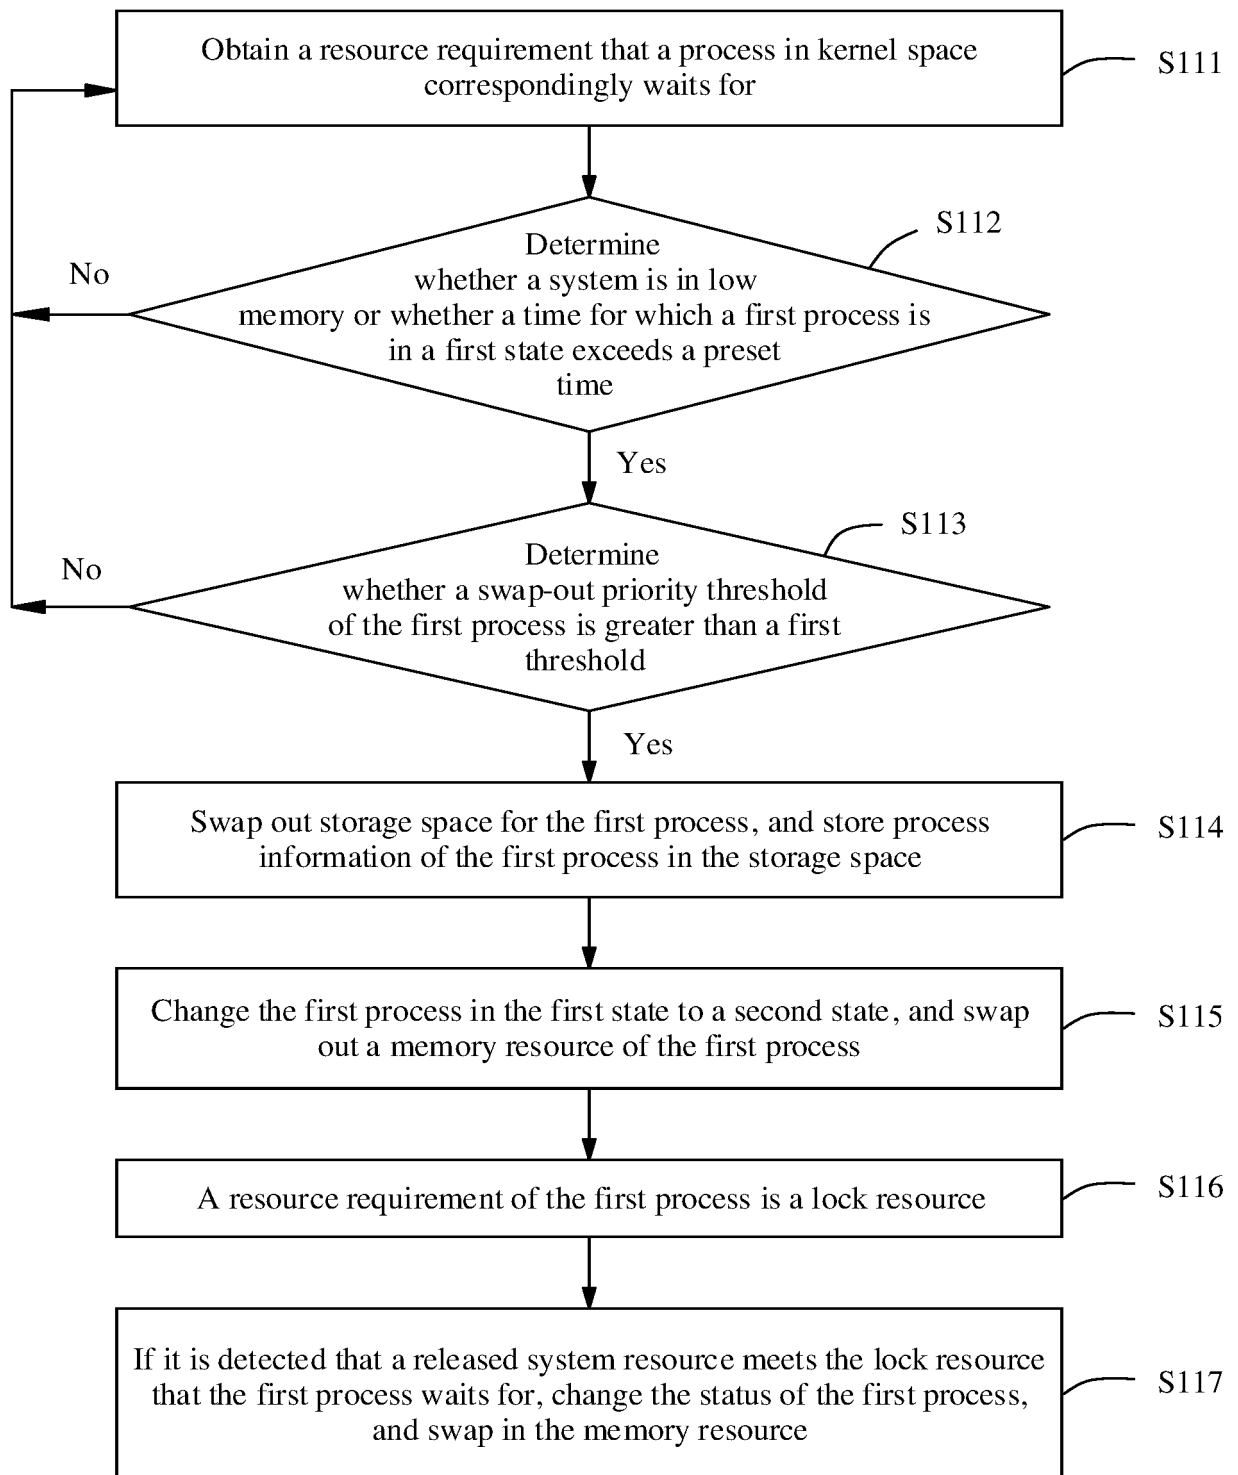 Obtain a resource requirement that a process in kernel space
correspondingly waits for
S111
S112
Determine
whether a system is in low
memory or whether a time for which a first process is
in a first state exceeds a preset
time
No
Yes
S113
Determine
whether a swap-out priority threshold
of the first process is greater than a first
threshold
No
Yes
Swap out storage space for the first process, and store process
information of the first process in the storage space
S114
Change the first process in the first state to a second state, and swap
out a memory resource of the first process
S115
A resource requirement of the first process is a lock resource
S116
If it is detected that a released system resource meets the lock resource
that the first process waits for, change the status of the first process,
and swap in the memory resource
S117